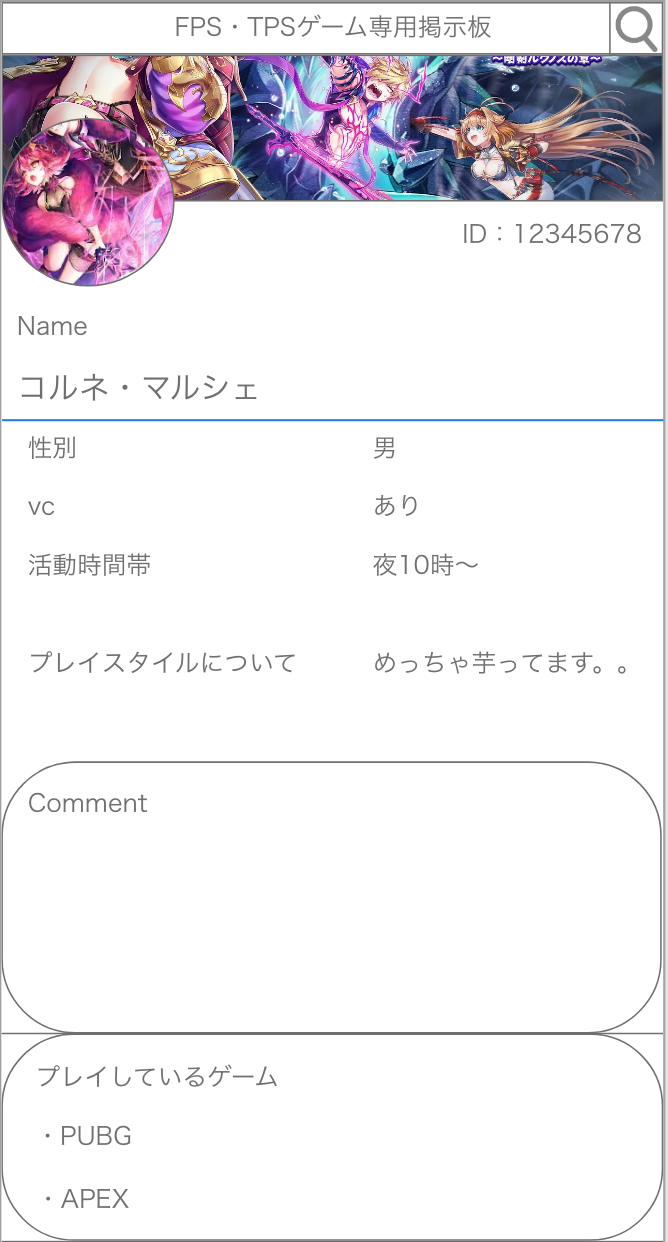 FPS・TPSゲーム専用掲示板
ID：12345678
Name
コルネ・マルシェ
性別 男
vc あり
活動時間帯 夜10時〜
プレイスタイルについて めっちゃ芋ってます。。
Comment
プレイしているゲーム
・PUBG
・APEX